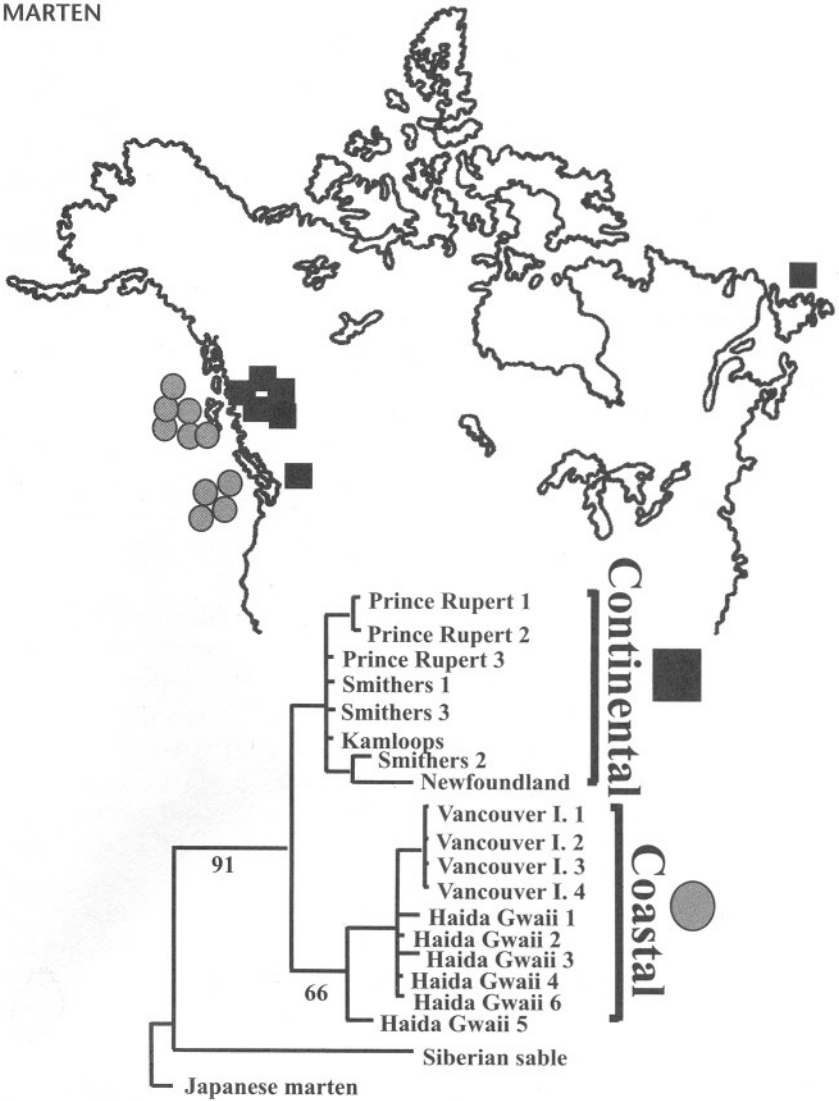 MARTEN
Prince Rupert 1
Prince Rupert 2
Prince Rupert 3
Smithers 1
Smithers 3
Kamloops
Smithers 2
Newfoundland
Continental
Vancouver I. 1
Vancouver I. 2
Vancouver I. 3
Vancouver I. 4
Haida Gwaii 1
Haida Gwaii 2
Haida Gwaii 3
Haida Gwaii 4
Haida Gwaii 6
Haida Gwaii 5
Coastal
91
66
Siberian sable
Japanese marten